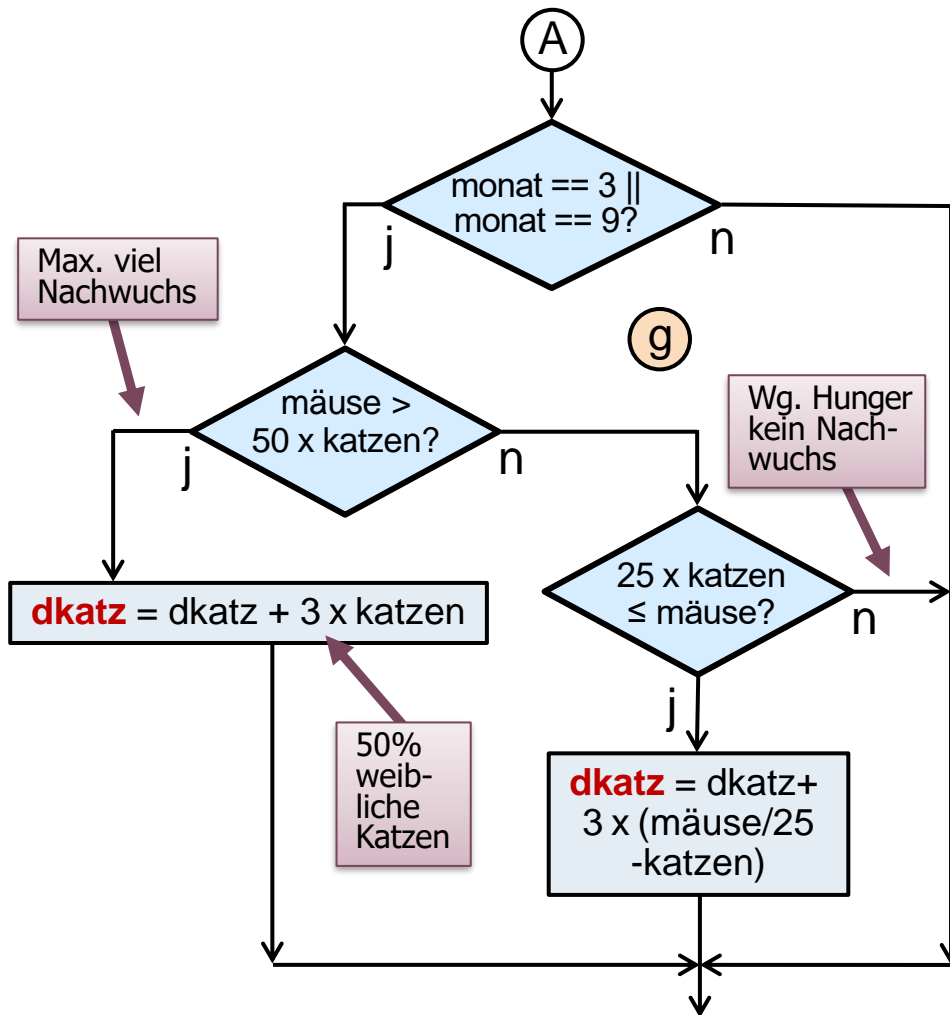 A
monat == 3 ||
monat == 9?
j
n
Max. viel
Nachwuchs
g
mäuse >
50 x katzen?
j
n
Wg. Hunger
kein Nach-
wuchs
25 x katzen
≤ mäuse?
n
j
dkatz = dkatz + 3 x katzen
50%
weib-
liche
Katzen
dkatz = dkatz+
3 x (mäuse/25
-katzen)